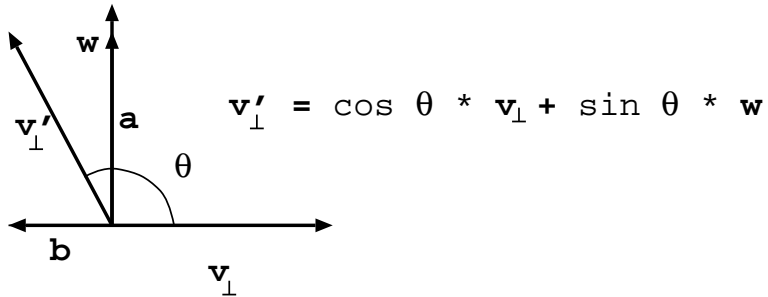 w
v⊥′ = cos θ * v⊥ + sin θ * w
a
v⊥′
θ
b
v⊥